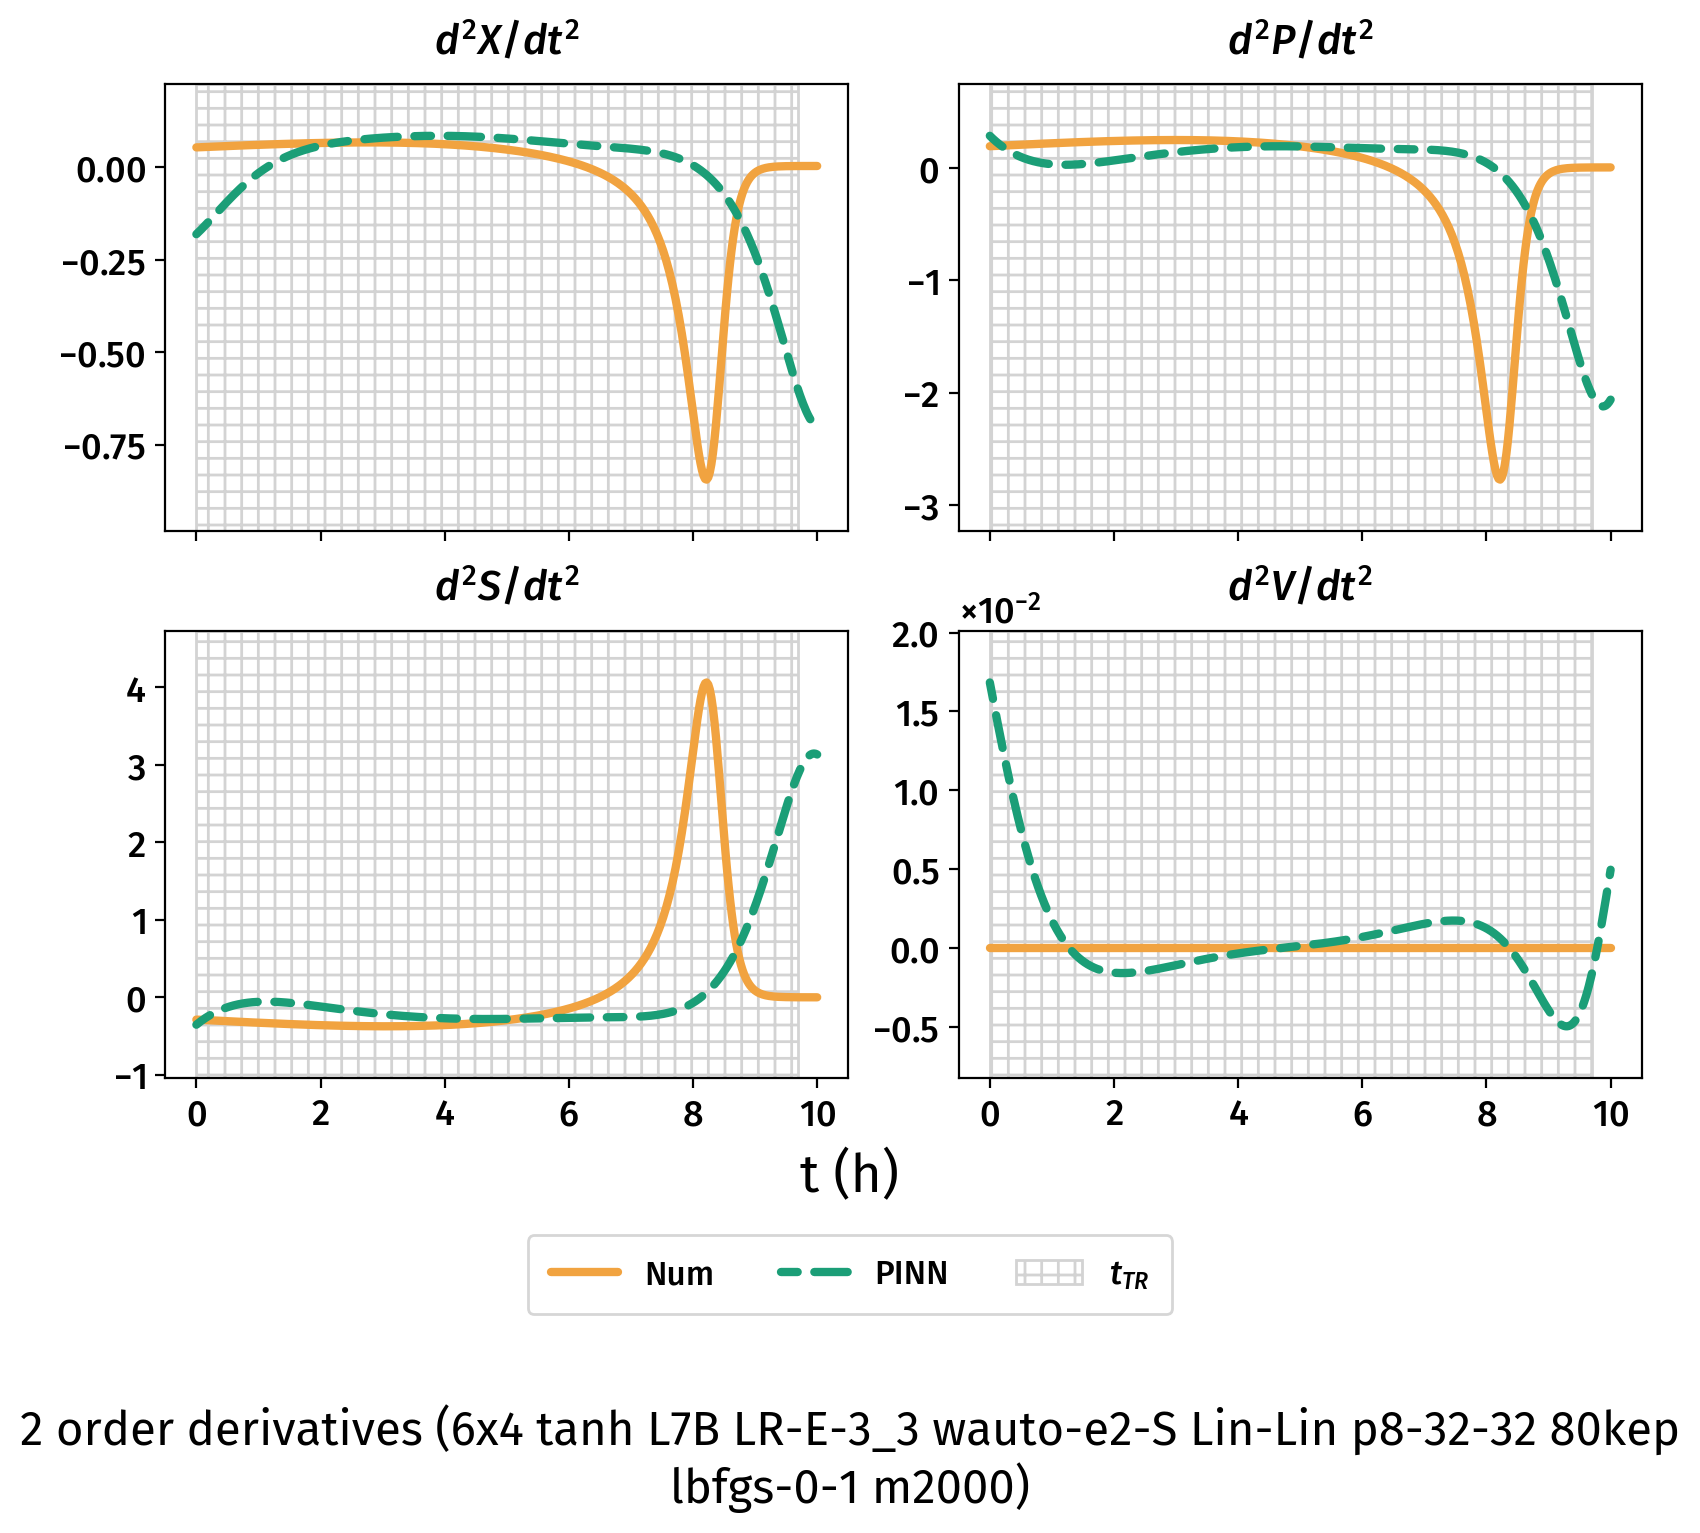 d²X/dt²
d²P/dt²
0.00
−0.25
−0.50
−0.75
0
−1
−2
−3
d²S/dt²
d²V/dt²
×10⁻²
4
3
2
1
0
−1
2.0
1.5
1.0
0.5
0.0
−0.5
0 2 4 6 8 10
0 2 4 6 8 10
t (h)
Num PINN t_TR
2 order derivatives (6x4 tanh L7B LR-E-3_3 wauto-e2-S Lin-Lin p8-32-32 80kep
lbfgs-0-1 m2000)